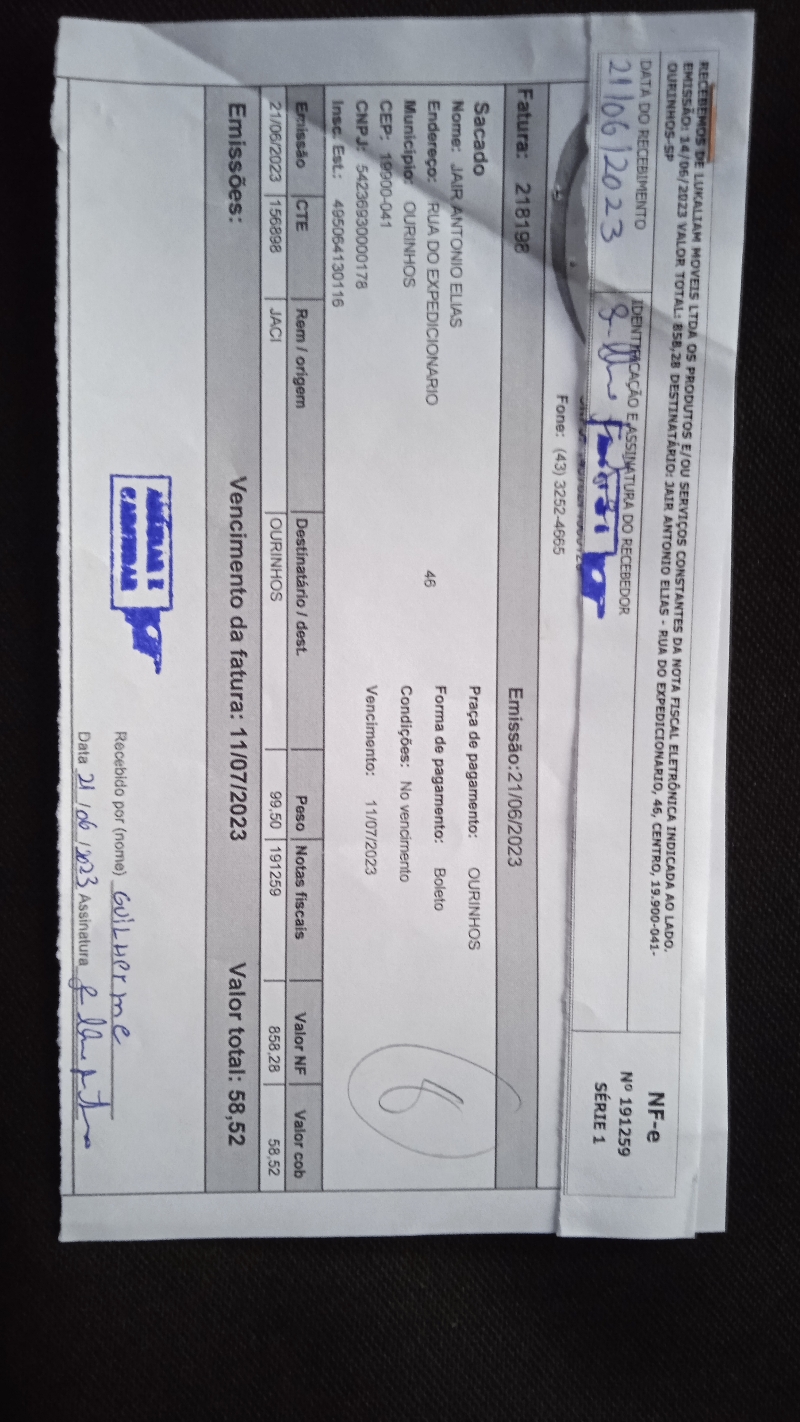 RECEBEMOS DE LUKALIAM MOVEIS LTDA OS PRODUTOS E/OU SERVIÇOS CONSTANTES DA NOTA FISCAL ELETRÔNICA INDICADA AO LADO.
EMISSÃO: 14/06/2023 VALOR TOTAL: 858,28 DESTINATÁRIO: JAIR ANTONIO ELIAS - RUA DO EXPEDICIONARIO, 46, CENTRO, 19.900-041-
OURINHOS-SP
NF-e
Nº 191259
SÉRIE 1
DATA DO RECEBIMENTO
21/06/2023
IDENTIFICAÇÃO E ASSINATURA DO RECEBEDOR
Fone: (43) 3252-4665
Fatura: 218198 Emissão:21/06/2023
Sacado
Nome: JAIR ANTONIO ELIAS
Endereço: RUA DO EXPEDICIONARIO 46
Município: OURINHOS
CEP: 19900-041
CNPJ: 54236930000178
Insc. Est.: 495064130116
Praça de pagamento: OURINHOS
Forma de pagamento: Boleto
Condições: No vencimento
Vencimento: 11/07/2023
Emissão CTE Rem / origem Destinatário / dest. Peso Notas fiscais Valor NF Valor cob
21/06/2023 156898 JACI OURINHOS 99,50 191259 858,28 58,52
Emissões: Vencimento da fatura: 11/07/2023 Valor total: 58,52
Recebido por (nome) GUILHerme
Data 21/06/2023 Assinatura